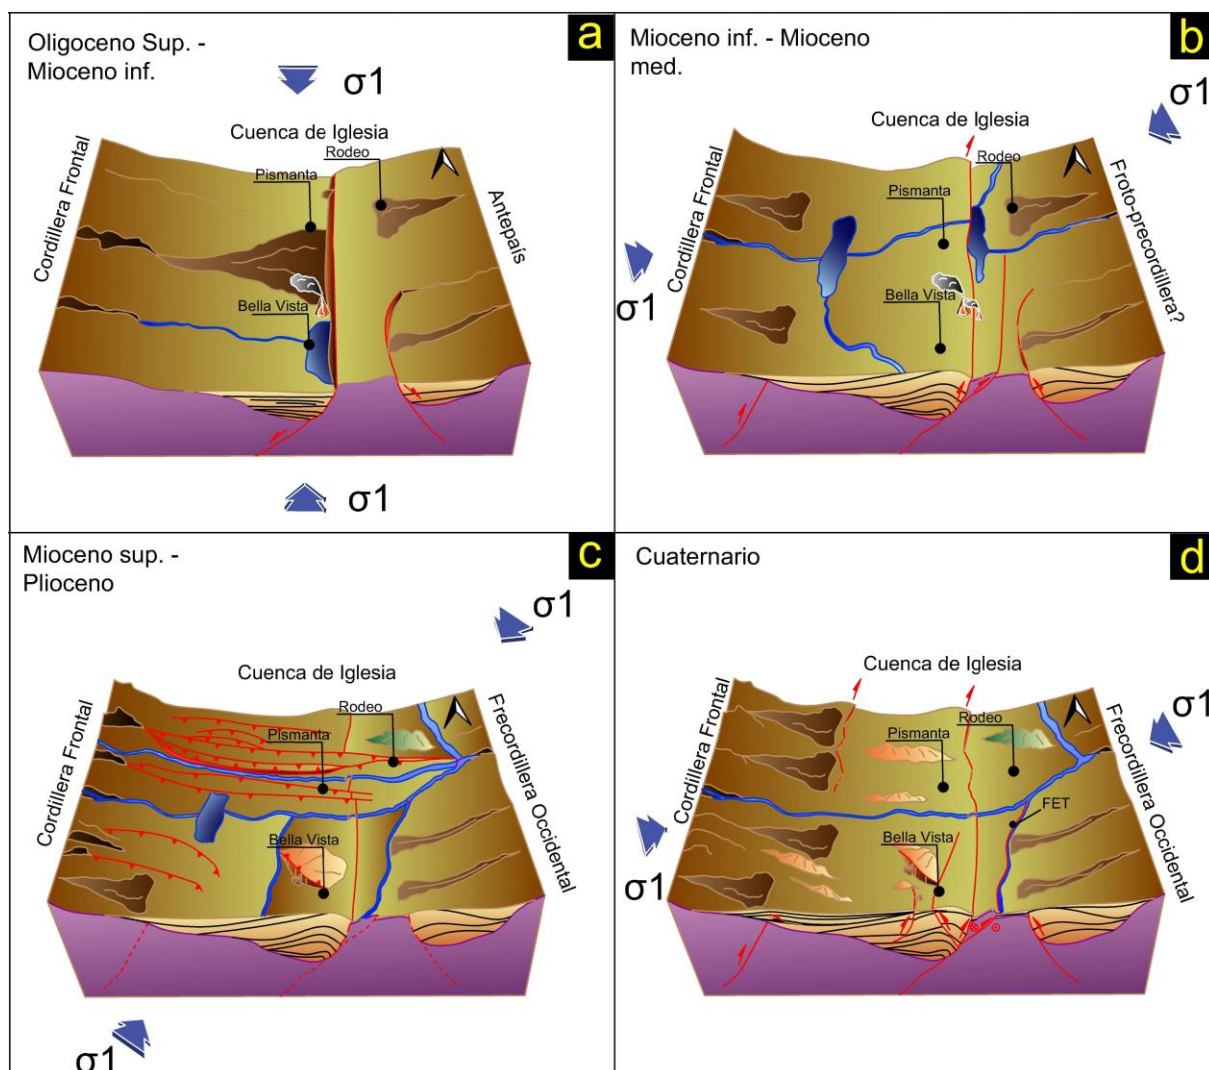 Oligoceno Sup. -
Mioceno inf.
a
σ1
Cuenca de Iglesia
Rodeo
Pismanta
Cordillera Frontal
Antepaís
Bella Vista
σ1
Mioceno inf. - Mioceno
med.
b
σ1
Cuenca de Iglesia
Rodeo
Pismanta
Cordillera Frontal
Froto-precordillera?
Bella Vista
σ1
Mioceno sup. -
Plioceno
c
σ1
Cuenca de Iglesia
Rodeo
Pismanta
Cordillera Frontal
Frecordillera Occidental
Bella Vista
σ1
Cuaternario
d
Cuenca de Iglesia
σ1
Rodeo
Pismanta
Cordillera Frontal
Frecordillera Occidental
FET
Bella Vista
σ1